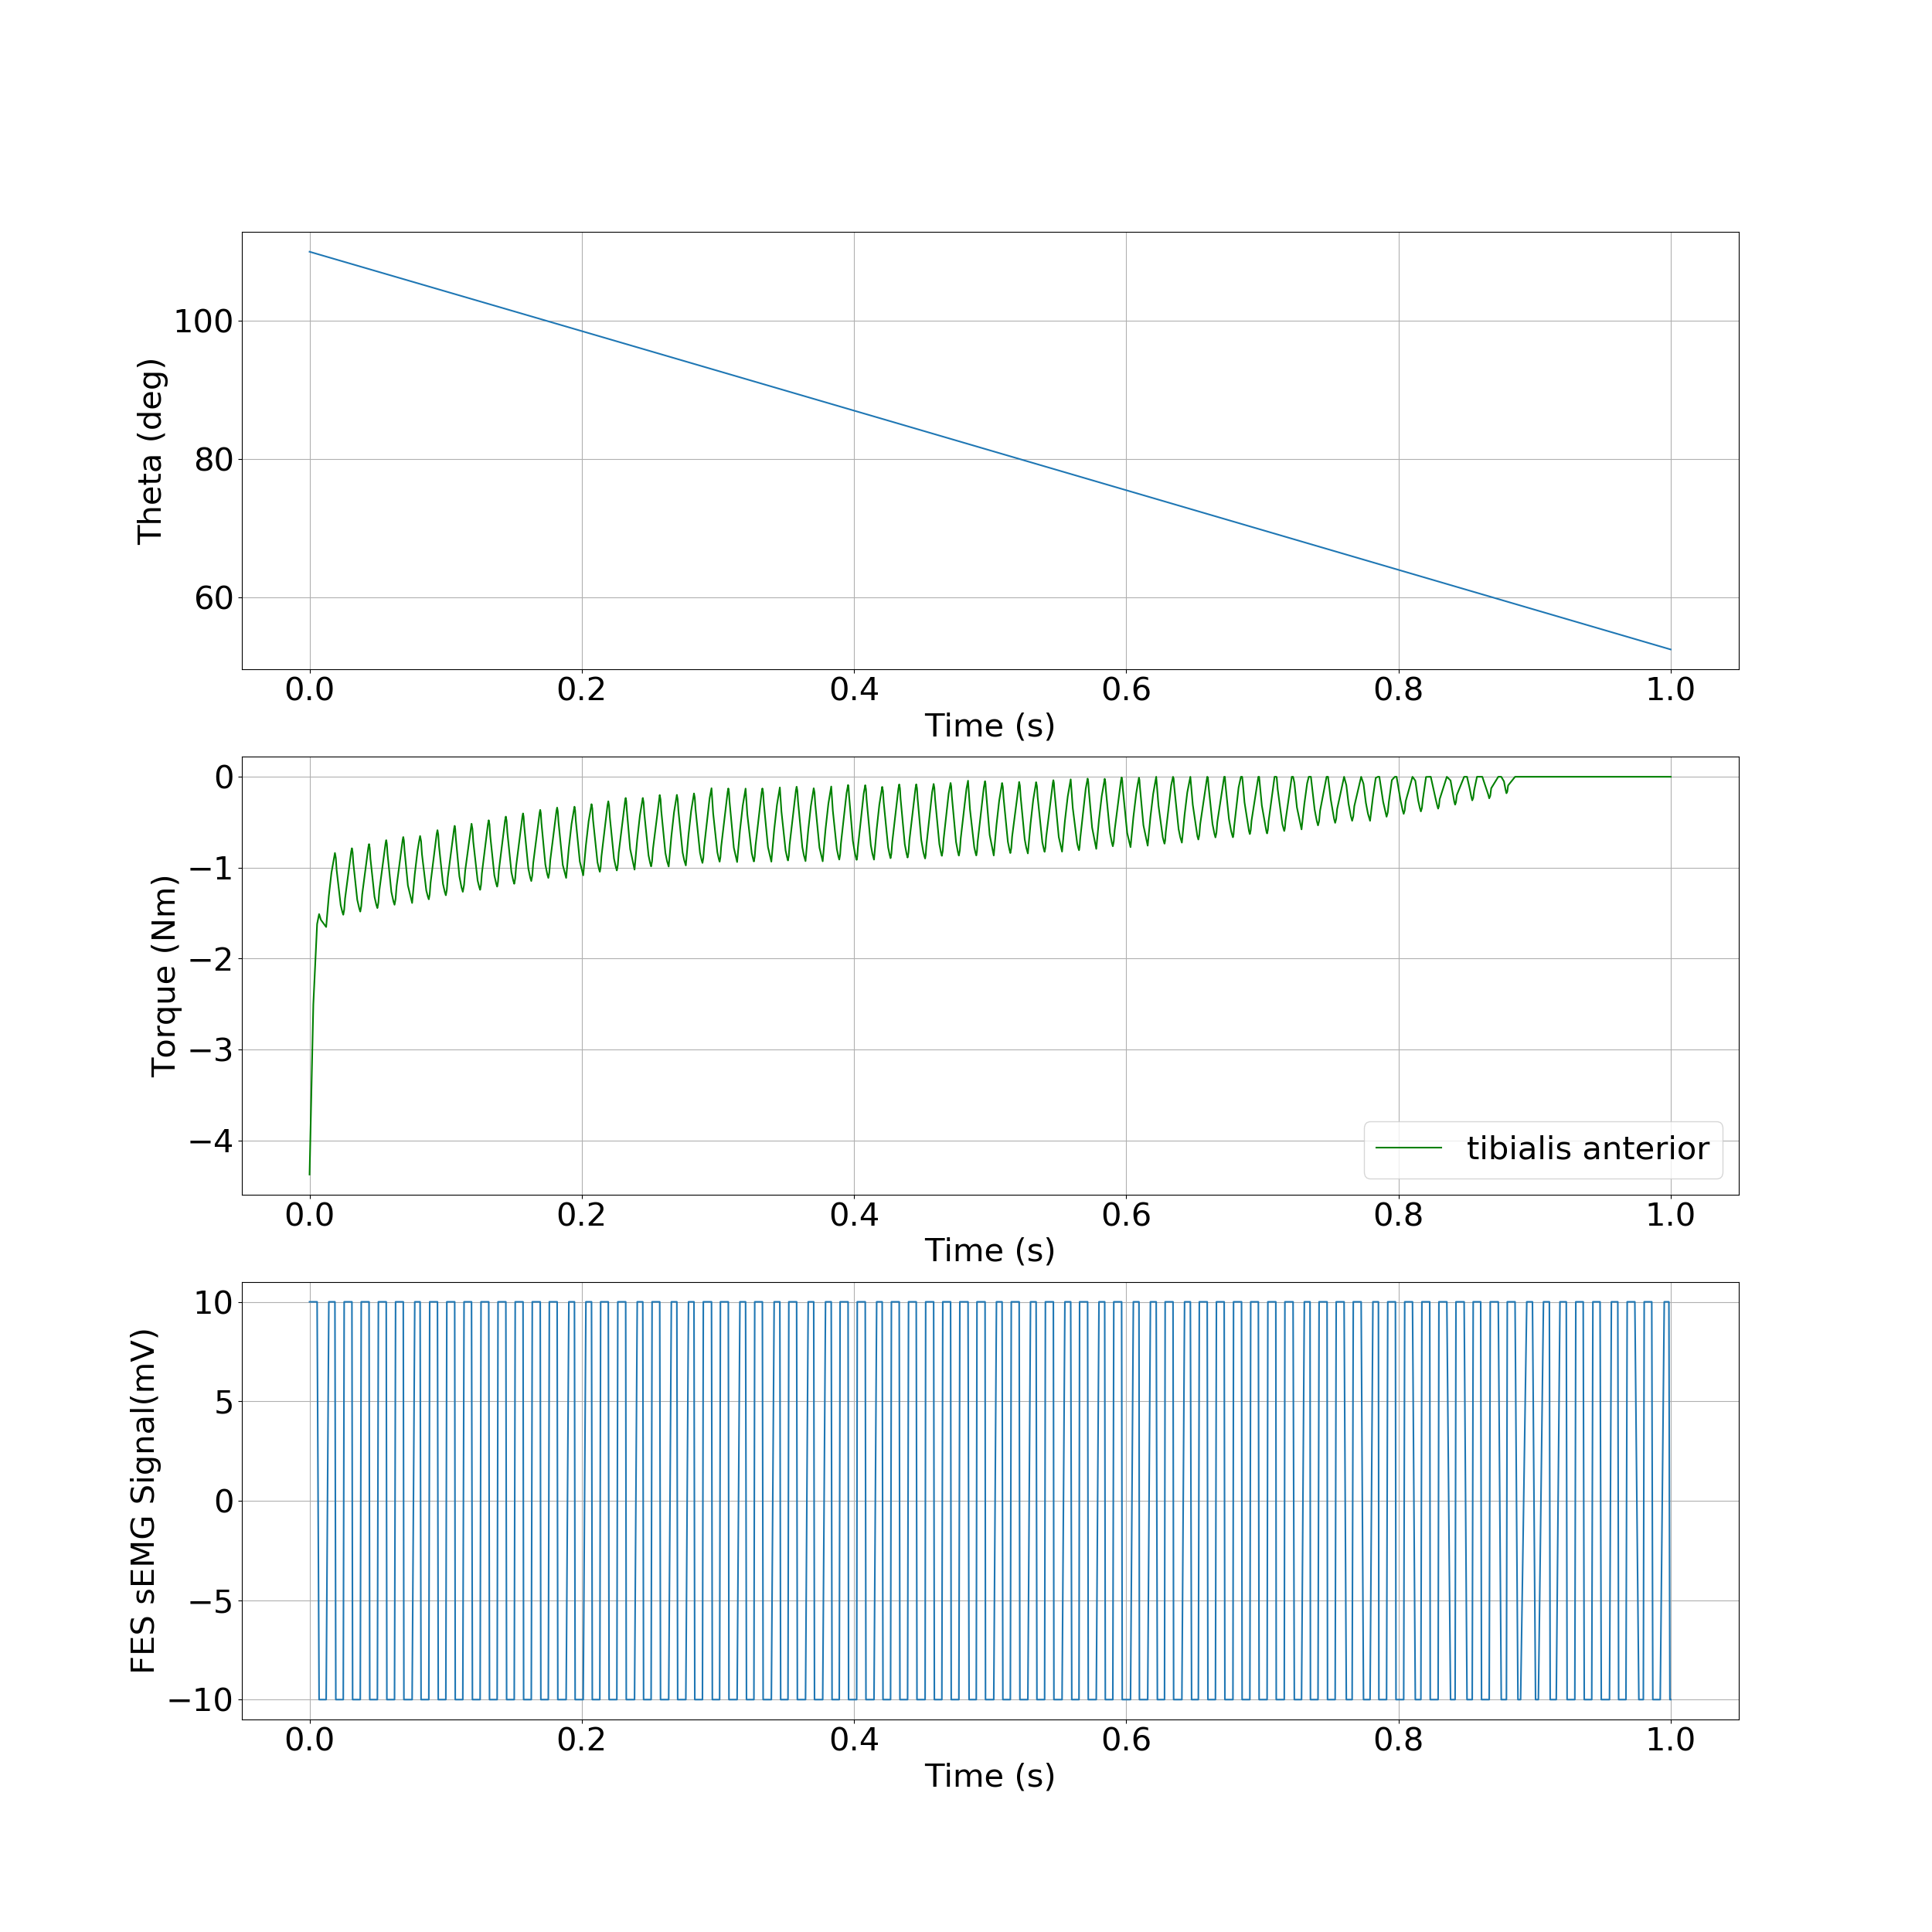 100
80
60
Theta (deg)
0.0 0.2 0.4 0.6 0.8 1.0
Time (s)
0
−1
−2
−3
−4
Torque (Nm)
tibialis anterior
0.0 0.2 0.4 0.6 0.8 1.0
Time (s)
10
5
0
−5
−10
FES sEMG Signal(mV)
0.0 0.2 0.4 0.6 0.8 1.0
Time (s)